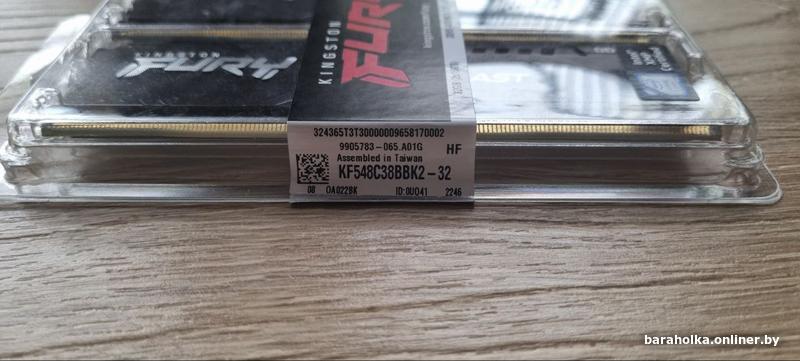 KINGSTON
FURY
KINGSTON
FURY
324365T3T30000009658170002
9905783-065.A01G
HF
Assembled in Taiwan
KF548C38BBK2-32
08 0A022BK ID:0U041 2246
baraholka.onliner.by